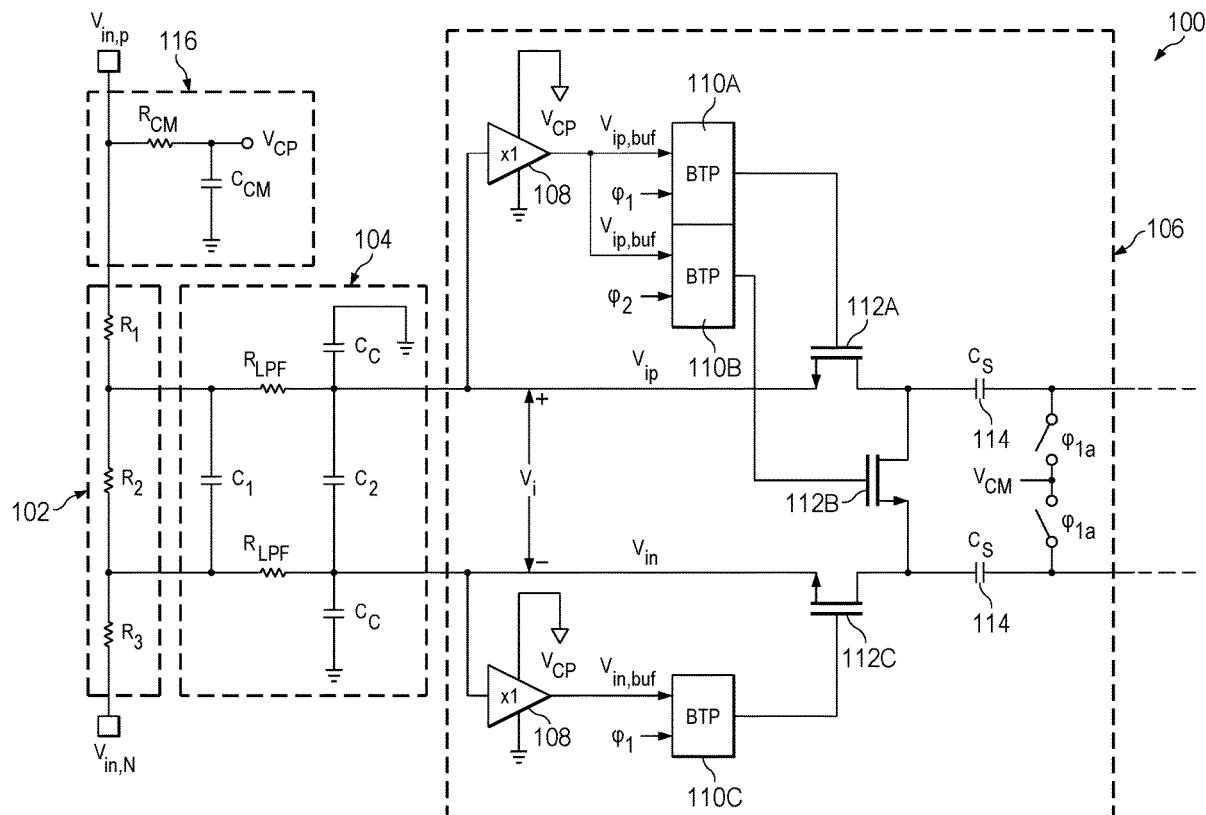 100
V_in,p
116
R_CM
V_CP
C_CM
V_CP
x1
108
V_ip,buf
110A
BTP
φ1
V_ip,buf
BTP
φ2
110B
106
104
R1
C_C
R_LPF
V_ip
112A
C_S
114
φ1a
102
R2
C1
C2
+
V_i
−
112B
V_CM
φ1a
R_LPF
V_in
C_S
114
R3
C_C
112C
V_CP
x1
108
V_in,buf
BTP
φ1
110C
V_in,N